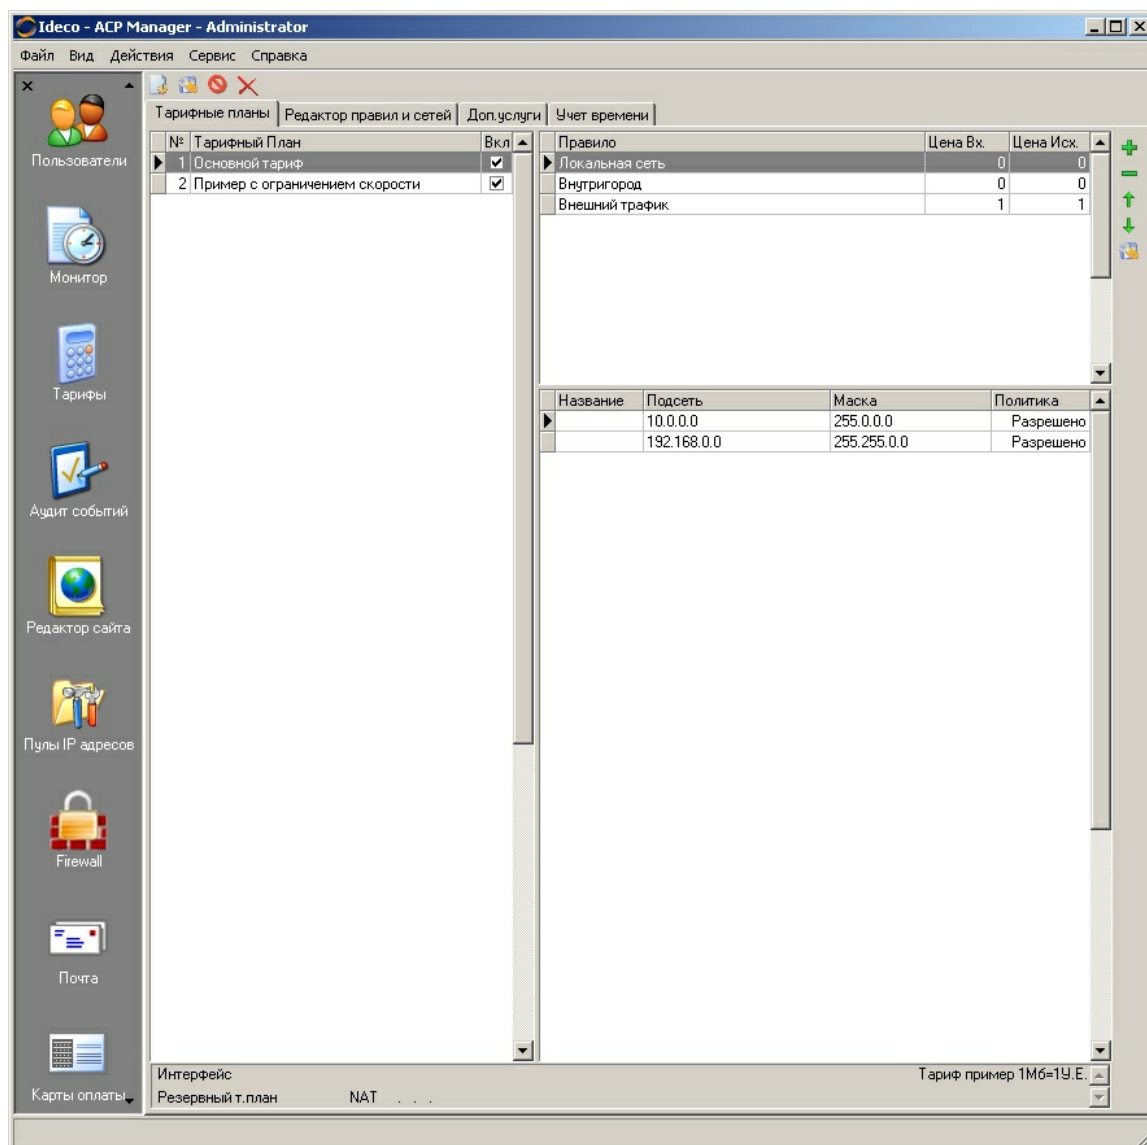 Ideco - ACP Manager - Administrator
Файл Вид Действия Сервис Справка
Пользователи
Монитор
Тарифы
Аудит событий
Редактор сайта
Пулы IP адресов
Firewall
Почта
Карты оплаты
Тарифные планы Редактор правил и сетей Доп.услуги Учет времени
№ Тарифный План Вкл
1 Основной тариф
2 Пример с ограничением скорости
Правило Цена Вх. Цена Исх.
Локальная сеть 0 0
Внутригород 0 0
Внешний трафик 1 1
Название Подсеть Маска Политика
10.0.0.0 255.0.0.0 Разрешено
192.168.0.0 255.255.0.0 Разрешено
Интерфейс Тариф пример 1Мб=1У.Е.
Резервный т.план NAT . . .